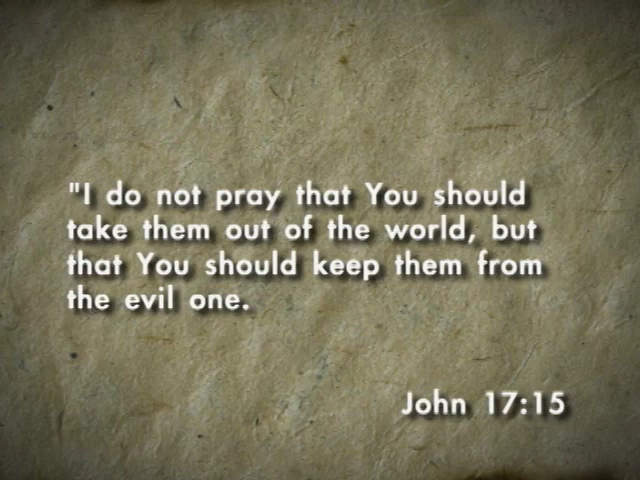 "I do not pray that You should
take them out of the world, but
that You should keep them from
the evil one.
John 17:15